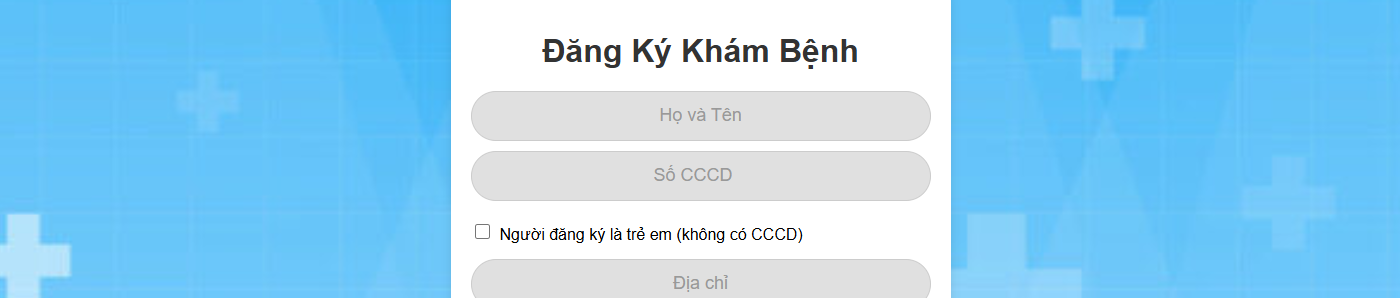 Đăng Ký Khám Bệnh
Họ và Tên
Số CCCD
Người đăng ký là trẻ em (không có CCCD)
Địa chỉ